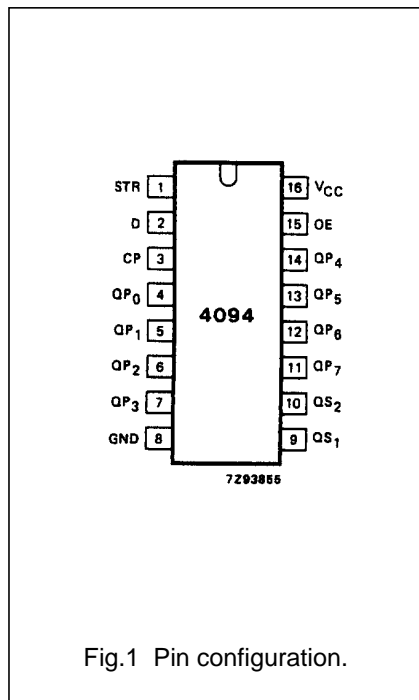 STR 1 16 VCC
D 2 15 OE
CP 3 14 QP4
QP0 4 13 QP5
4094
QP1 5 12 QP6
QP2 6 11 QP7
QP3 7 10 QS2
GND 8 9 QS1
7Z93855
Fig.1 Pin configuration.